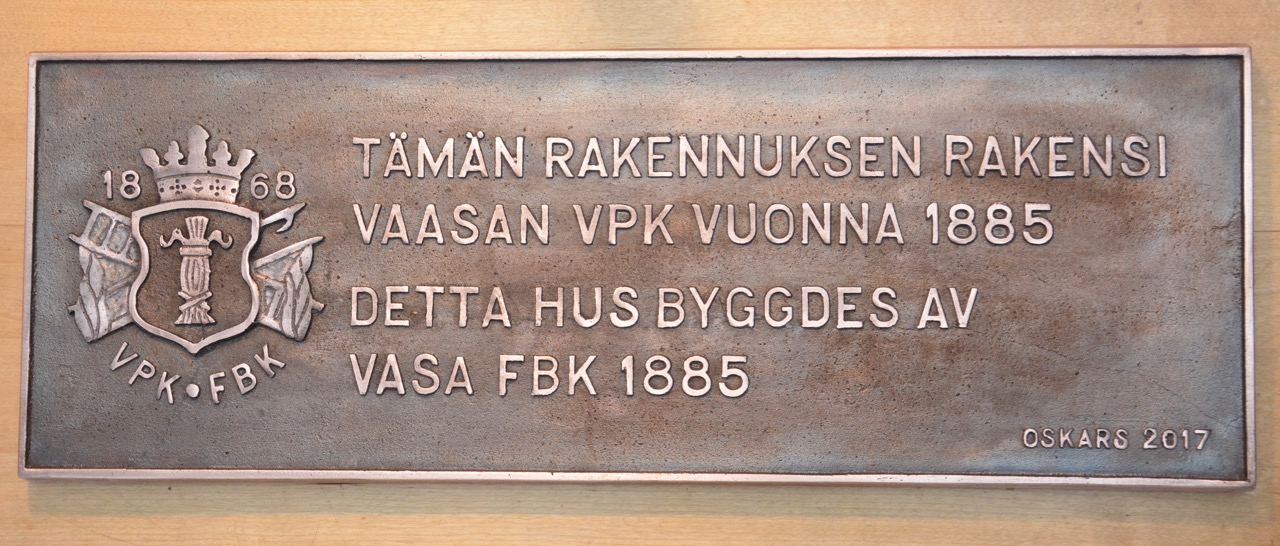 18 68
VPK • FBK
TÄMÄN RAKENNUKSEN RAKENSI
VAASAN VPK VUONNA 1885
DETTA HUS BYGGDES AV
VASA FBK 1885
OSKARS 2017